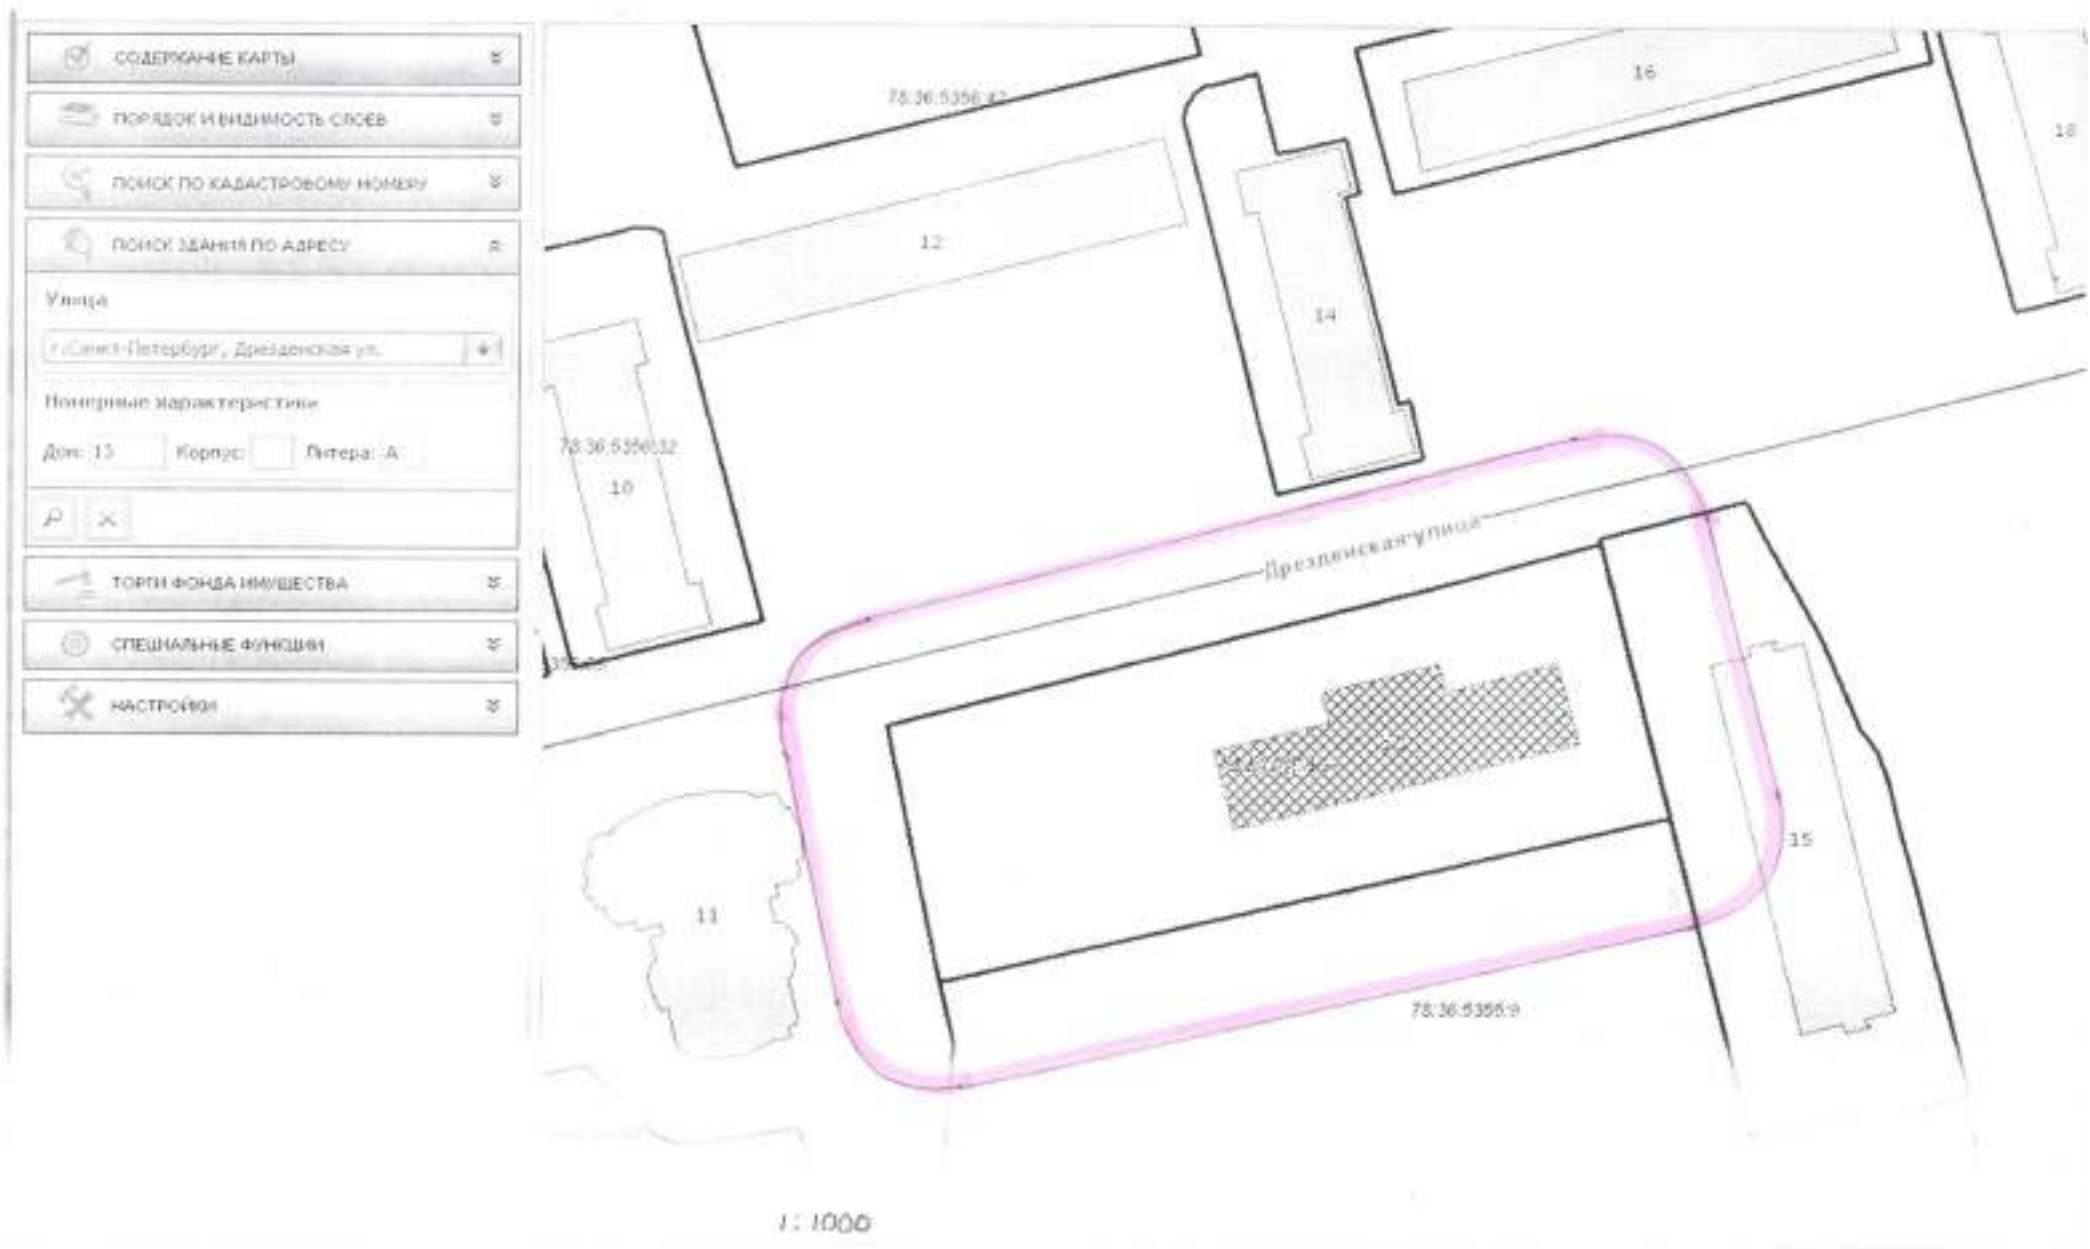 СОДЕРЖАНИЕ КАРТЫ
ПОРЯДОК И ВИДИМОСТЬ СЛОЕВ
ПОИСК ПО КАДАСТРОВОМУ НОМЕРУ
ПОИСК ЗДАНИЯ ПО АДРЕСУ
Улица
г.Санкт-Петербург, Дрезденская ул.
Номерные характеристики
Дом: 13 Корпус: Литера: А
ТОРГИ ФОНДА ИМУЩЕСТВА
СПЕЦИАЛЬНЫЕ ФУНКЦИИ
НАСТРОЙКИ
78:36:5356:42
16
18
12
14
78:36:5356:32
10
Дрезденская улица
15
11
78:36:5355:9
1:1000